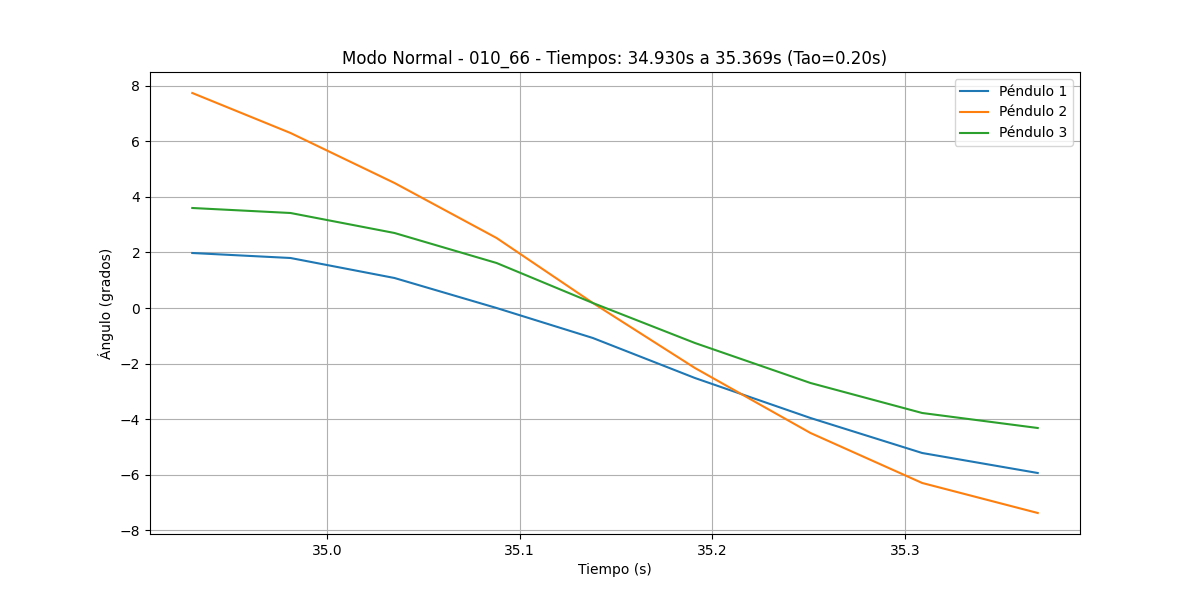 Modo Normal - 010_66 - Tiempos: 34.930s a 35.369s (Tao=0.20s)
Péndulo 1
Péndulo 2
Péndulo 3
Ángulo (grados)
8
6
4
2
0
−2
−4
−6
−8
35.0
35.1
35.2
35.3
Tiempo (s)